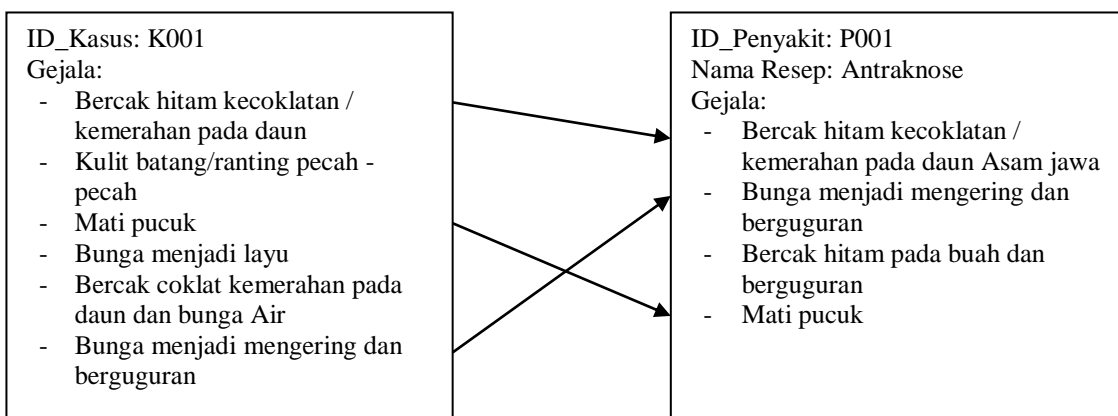 ID_Kasus: K001
Gejala:
- Bercak hitam kecoklatan /
kemerahan pada daun
- Kulit batang/ranting pecah -
pecah
- Mati pucuk
- Bunga menjadi layu
- Bercak coklat kemerahan pada
daun dan bunga Air
- Bunga menjadi mengering dan
berguguran
ID_Penyakit: P001
Nama Resep: Antraknose
Gejala:
- Bercak hitam kecoklatan /
kemerahan pada daun Asam jawa
- Bunga menjadi mengering dan
berguguran
- Bercak hitam pada buah dan
berguguran
- Mati pucuk